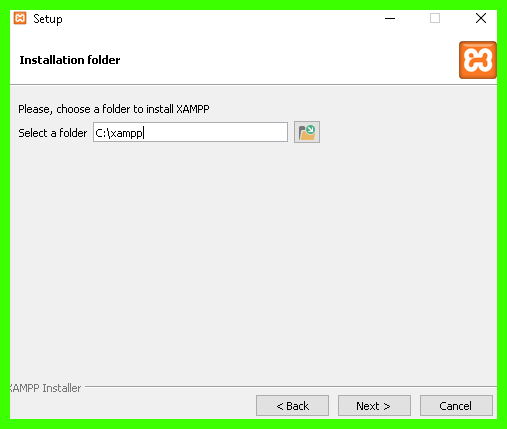 Setup
Installation folder
Please, choose a folder to install XAMPP
Select a folder C:\xampp
XAMPP Installer
< Back Next > Cancel